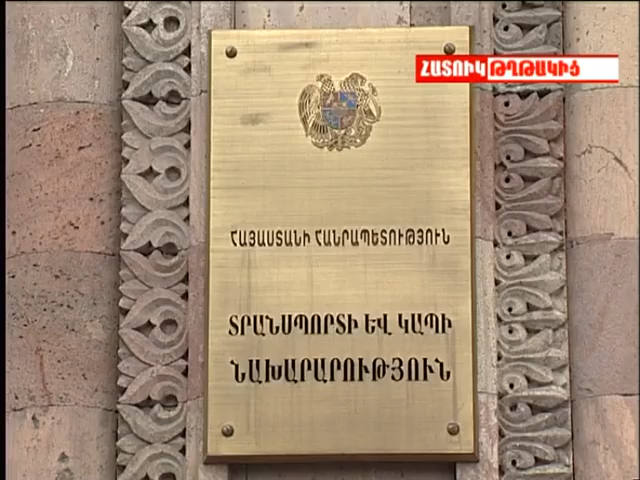 ՀԱՏՈՒԿ ԹՂԹԱԿԻՑ
ՀԱՅԱՍՏԱՆԻ ՀԱՆՐԱՊԵՏՈՒԹՅՈՒՆ
ՏՐԱՆՍՊՈՐՏԻ ԵՎ ԿԱՊԻ
ՆԱԽԱՐԱՐՈՒԹՅՈՒՆ